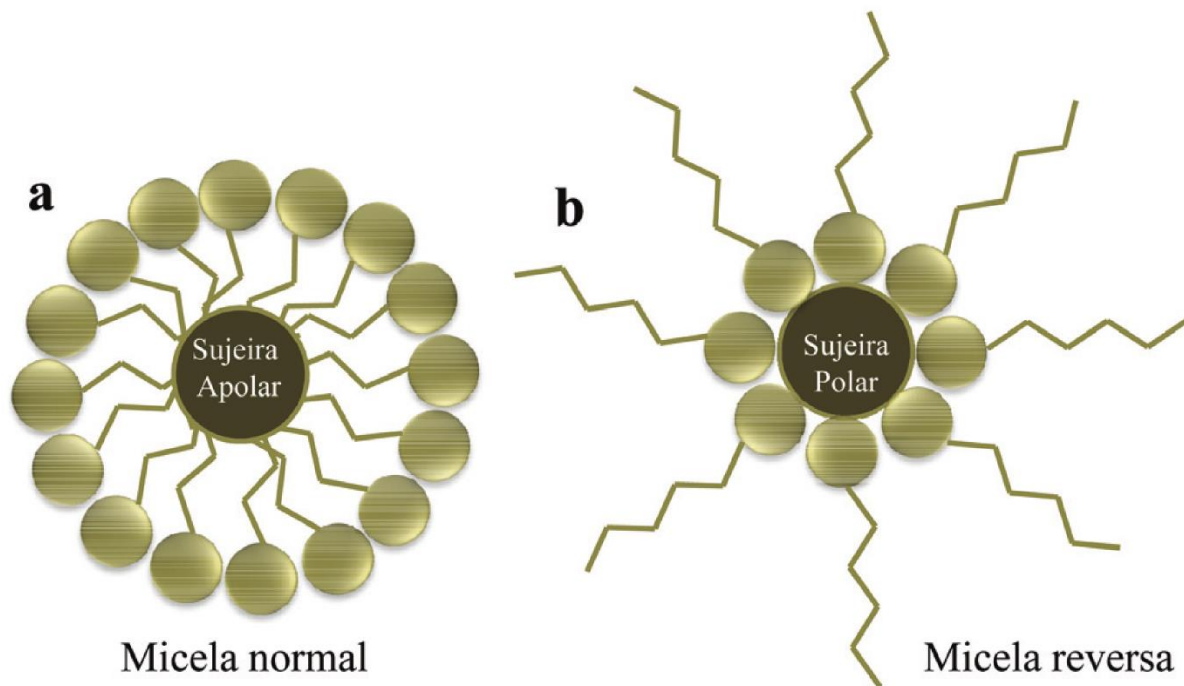 a
Sujeira
Apolar
Micela normal
b
Sujeira
Polar
Micela reversa